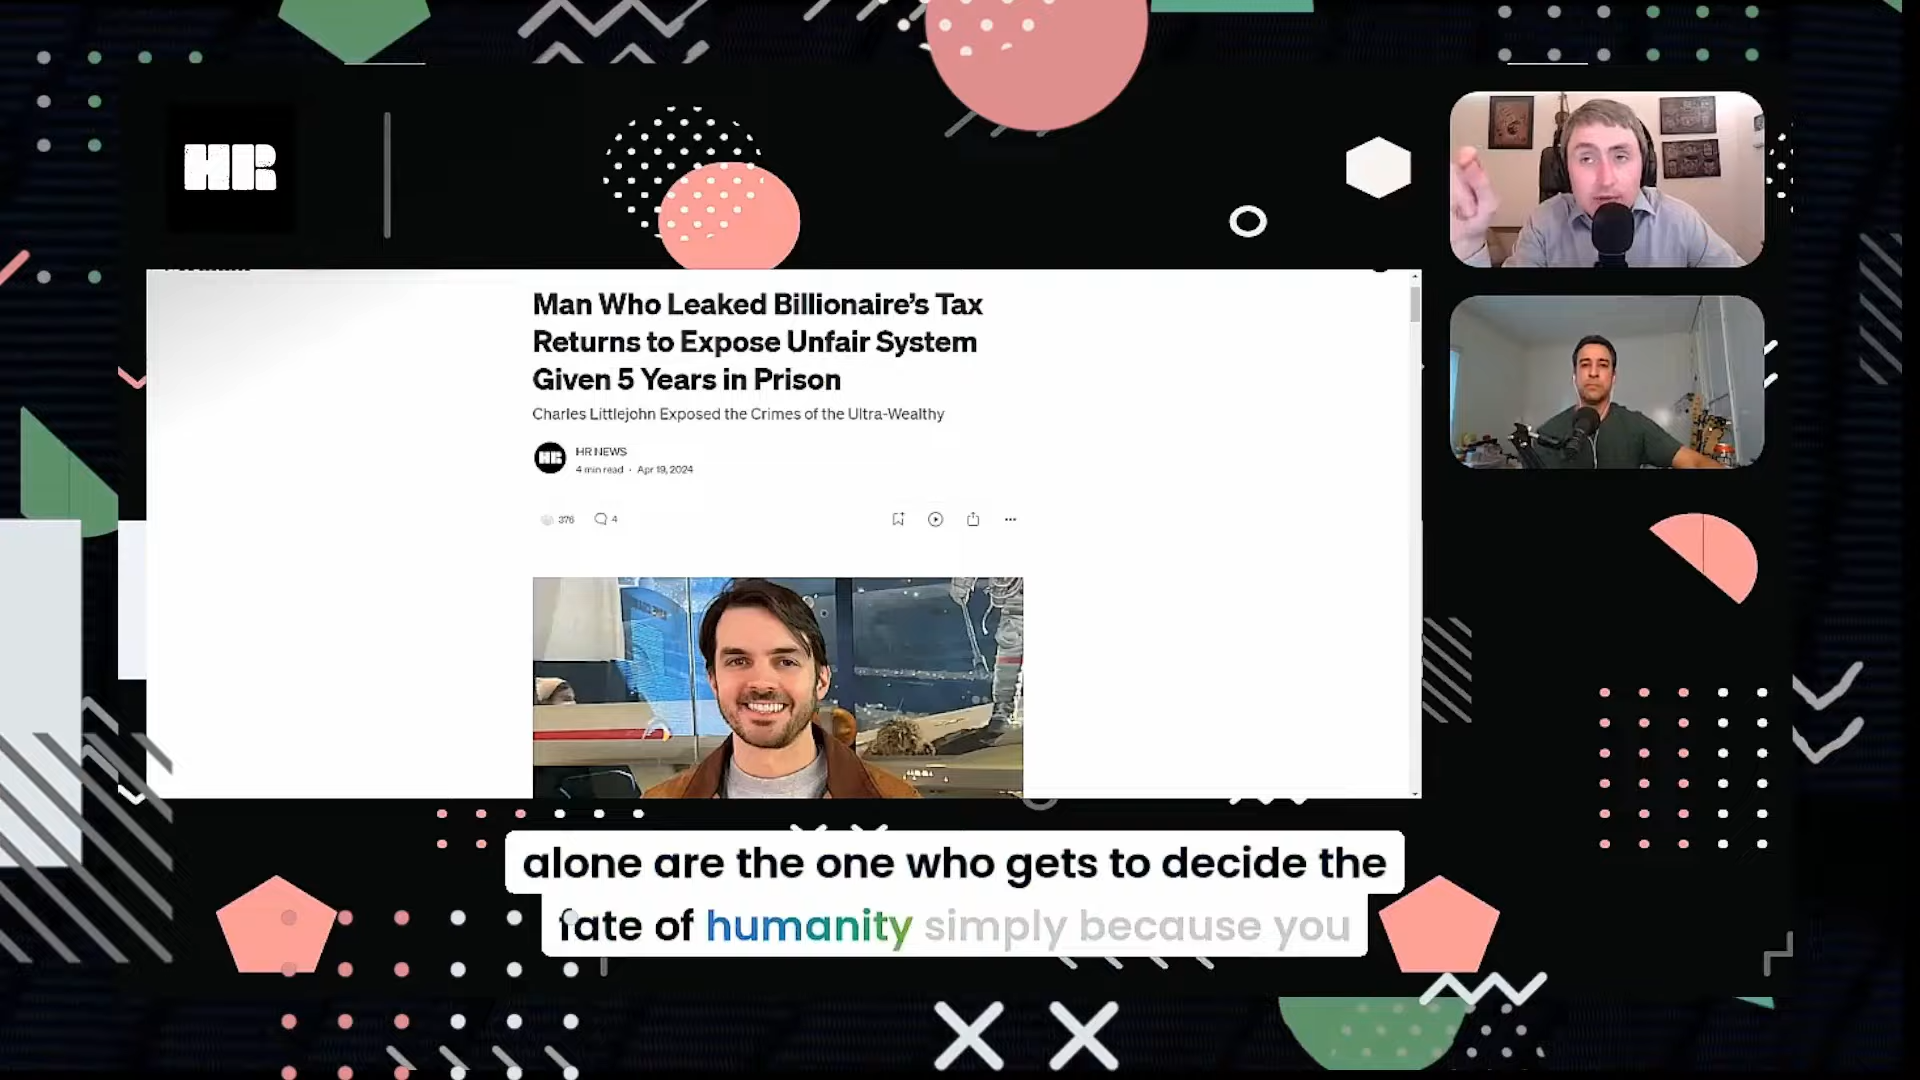 HR
Man Who Leaked Billionaire's Tax
Returns to Expose Unfair System
Given 5 Years in Prison
Charles Littlejohn Exposed the Crimes of the Ultra-Wealthy
HR
HR NEWS
4 min read · Apr 19, 2024
376
4
alone are the one who gets to decide the
fate of humanity simply because you